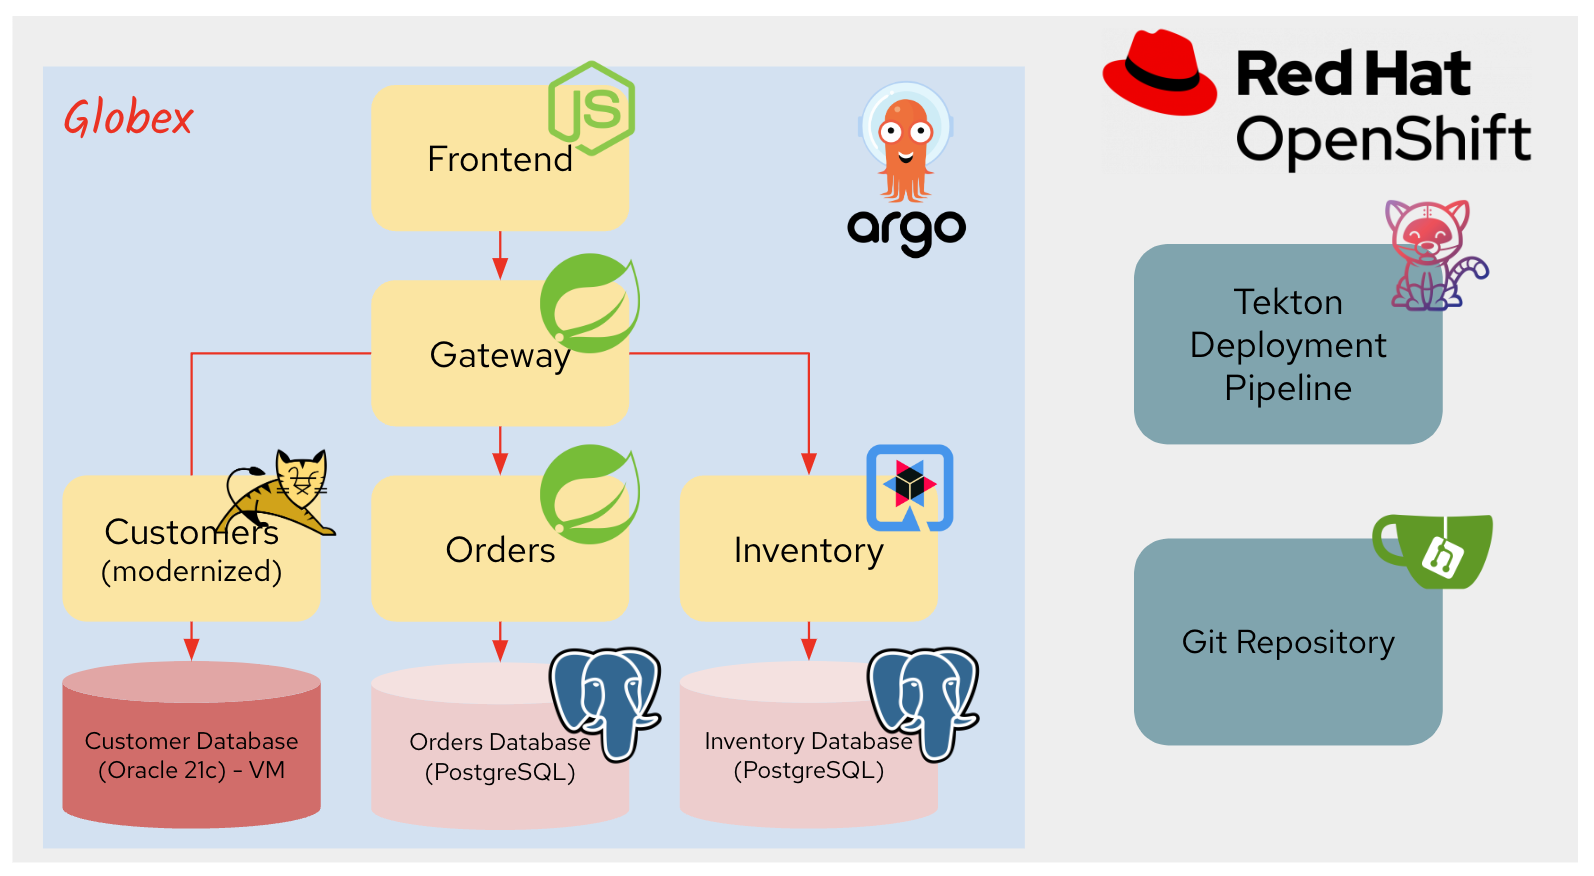 Globex
JS
Frontend
argo
Red Hat
OpenShift
Gateway
Tekton
Deployment
Pipeline
Customers
(modernized)
Orders
Inventory
Git Repository
Customer Database
(Oracle 21c) - VM
Orders Database
(PostgreSQL)
Inventory Database
(PostgreSQL)